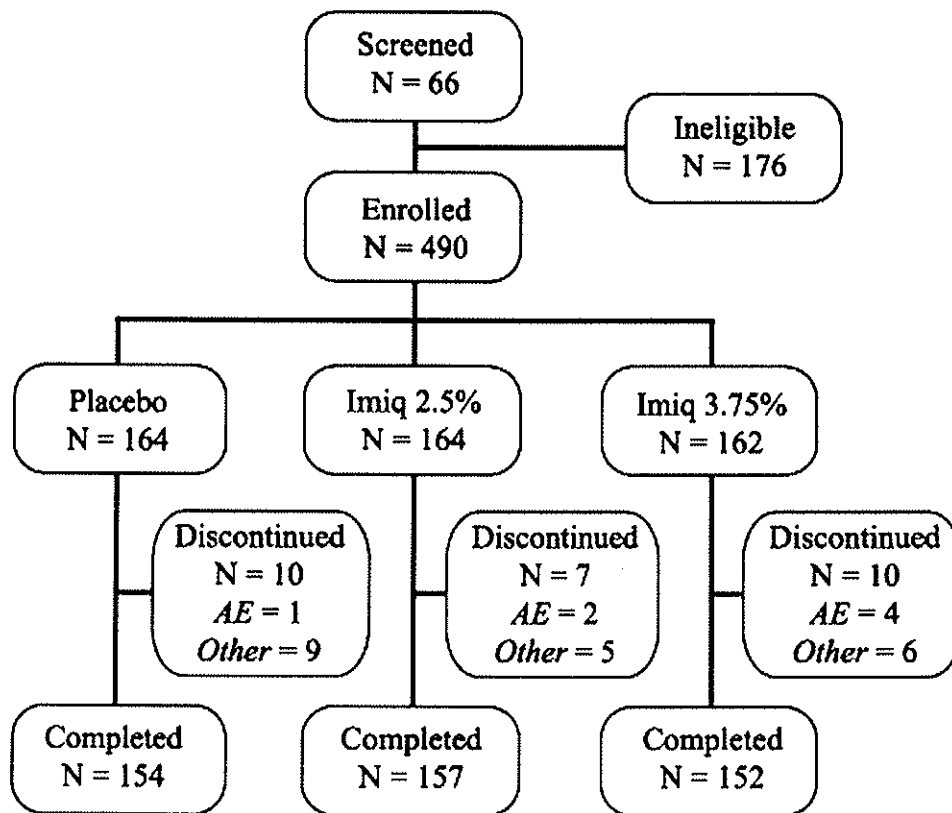 Screened
N = 66
Ineligible
N = 176
Enrolled
N = 490
Placebo
N = 164
Imiq 2.5%
N = 164
Imiq 3.75%
N = 162
Discontinued
N = 10
AE = 1
Other = 9
Discontinued
N = 7
AE = 2
Other = 5
Discontinued
N = 10
AE = 4
Other = 6
Completed
N = 154
Completed
N = 157
Completed
N = 152